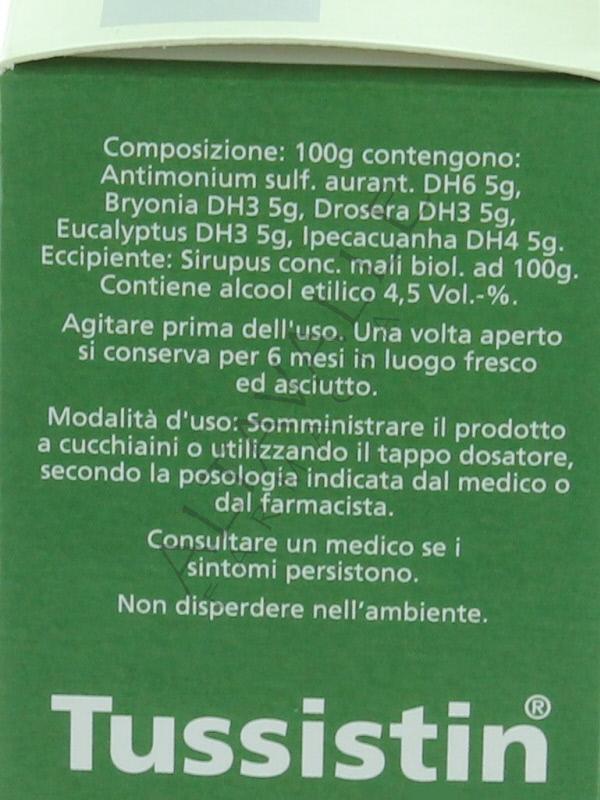 Composizione: 100g contengono:
Antimonium sulf. aurant. DH6 5g,
Bryonia DH3 5g, Drosera DH3 5g,
Eucalyptus DH3 5g, Ipecacuanha DH4 5g.
Eccipiente: Sirupus conc. mali biol. ad 100g.
Contiene alcool etilico 4,5 Vol.-%.
Agitare prima dell'uso. Una volta aperto
si conserva per 6 mesi in luogo fresco
ed asciutto.
Modalità d'uso: Somministrare il prodotto
a cucchiaini o utilizzando il tappo dosatore,
secondo la posologia indicata dal medico o
dal farmacista.
Consultare un medico se i
sintomi persistono.
Non disperdere nell'ambiente.
Tussistin®